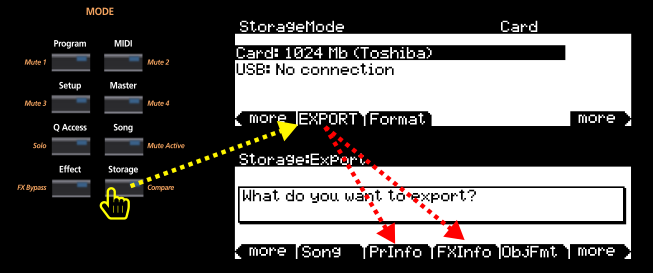 MODE
Program MIDI
Mute 1 Mute 2
Setup Master
Mute 3 Mute 4
Q Access Song
Solo Mute Active
Effect Storage
FX Bypass Compare
StorageMode Card
Card: 1024 Mb (Toshiba)
USB: No connection
more EXPORT Format more
Storage:Export
What do you want to export?
more Song PrInfo FXInfo ObjFmt more